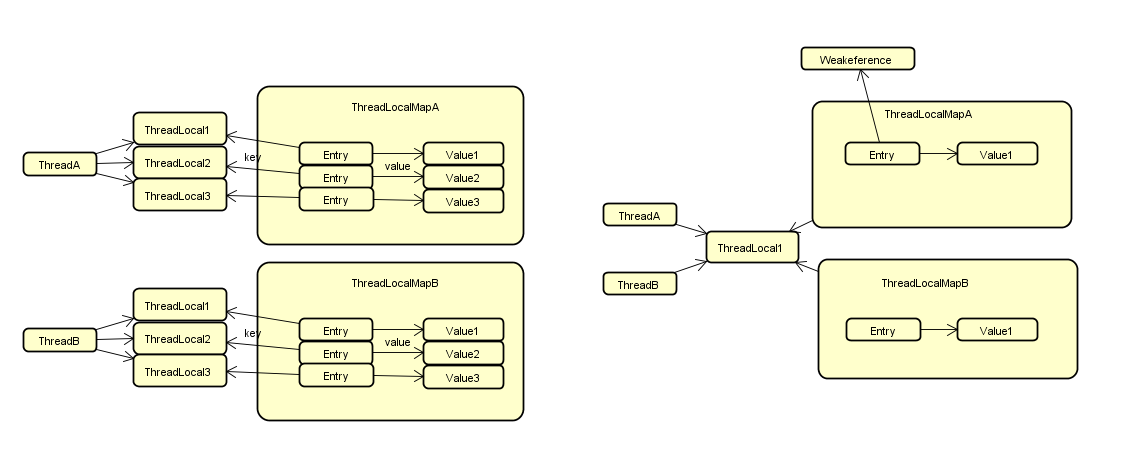 ThreadLocalMapA
ThreadA
ThreadLocal1
ThreadLocal2
ThreadLocal3
key
Entry
Entry
Entry
value
Value1
Value2
Value3
ThreadLocalMapB
ThreadB
ThreadLocal1
ThreadLocal2
ThreadLocal3
key
Entry
Entry
Entry
value
Value1
Value2
Value3
Weakeference
ThreadLocalMapA
Entry
Value1
ThreadA
ThreadLocal1
ThreadB
ThreadLocalMapB
Entry
Value1